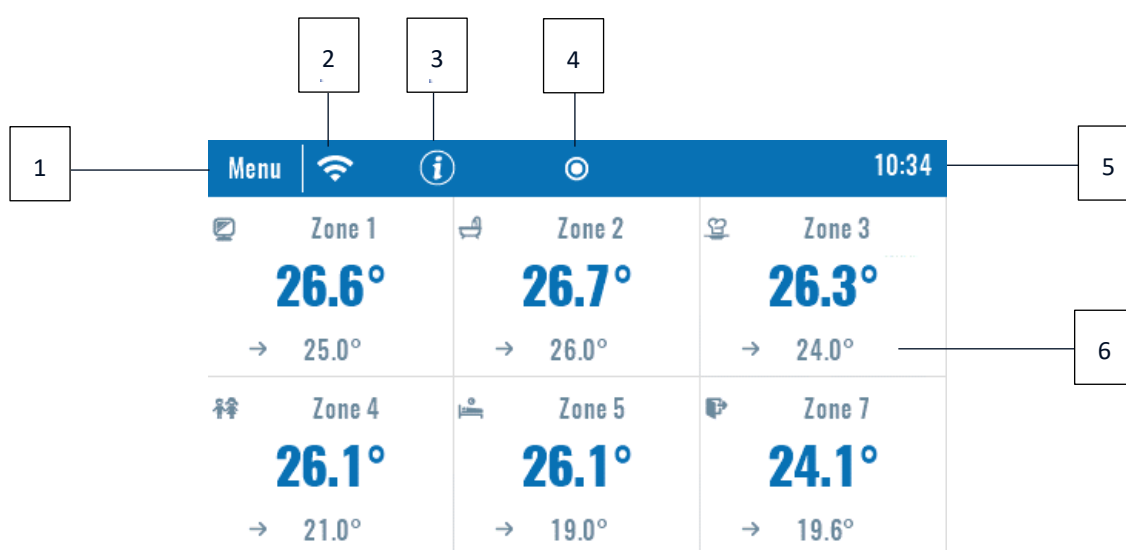 2
3
4
1
Menu i 10:34
5
Zone 1 Zone 2 Zone 3
26.6° 26.7° 26.3°
→ 25.0° → 26.0° → 24.0°
6
Zone 4 Zone 5 Zone 7
26.1° 26.1° 24.1°
→ 21.0° → 19.0° → 19.6°